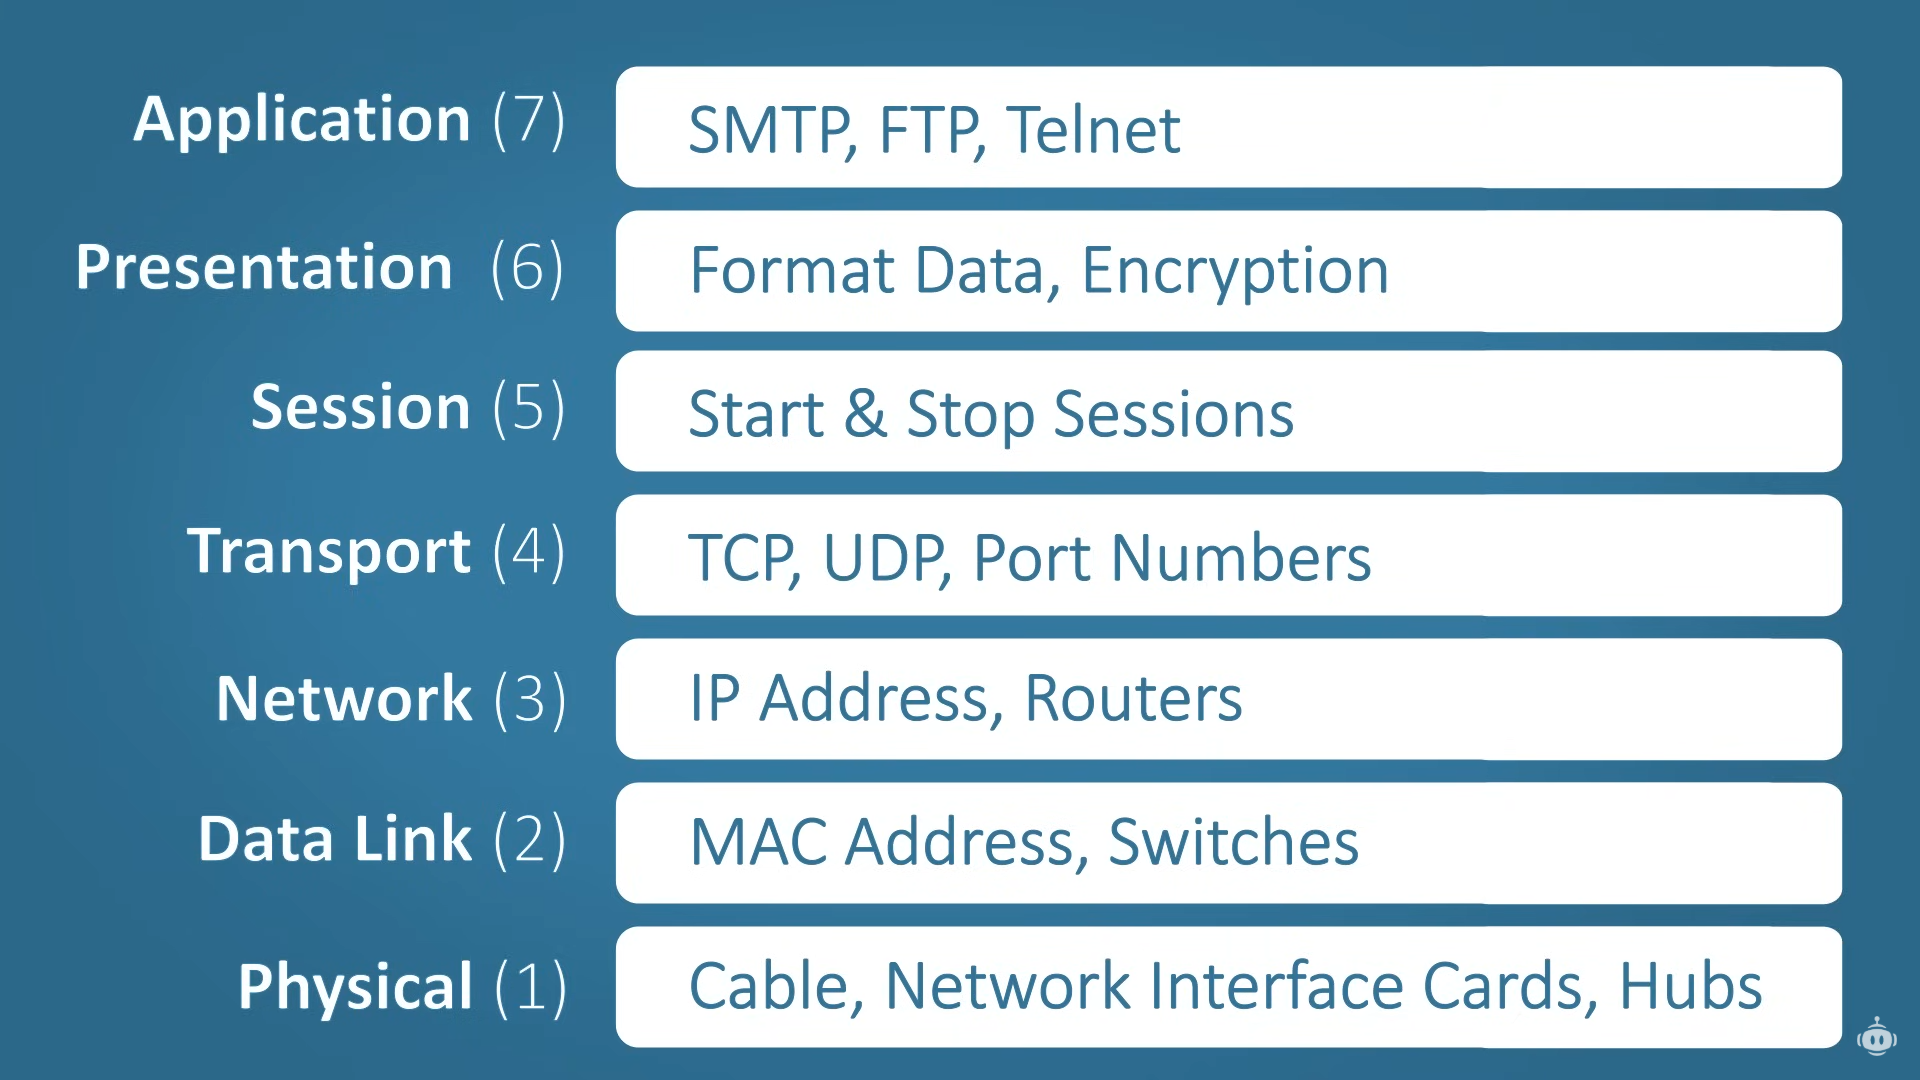 Application (7) SMTP, FTP, Telnet
Presentation (6) Format Data, Encryption
Session (5) Start & Stop Sessions
Transport (4) TCP, UDP, Port Numbers
Network (3) IP Address, Routers
Data Link (2) MAC Address, Switches
Physical (1) Cable, Network Interface Cards, Hubs